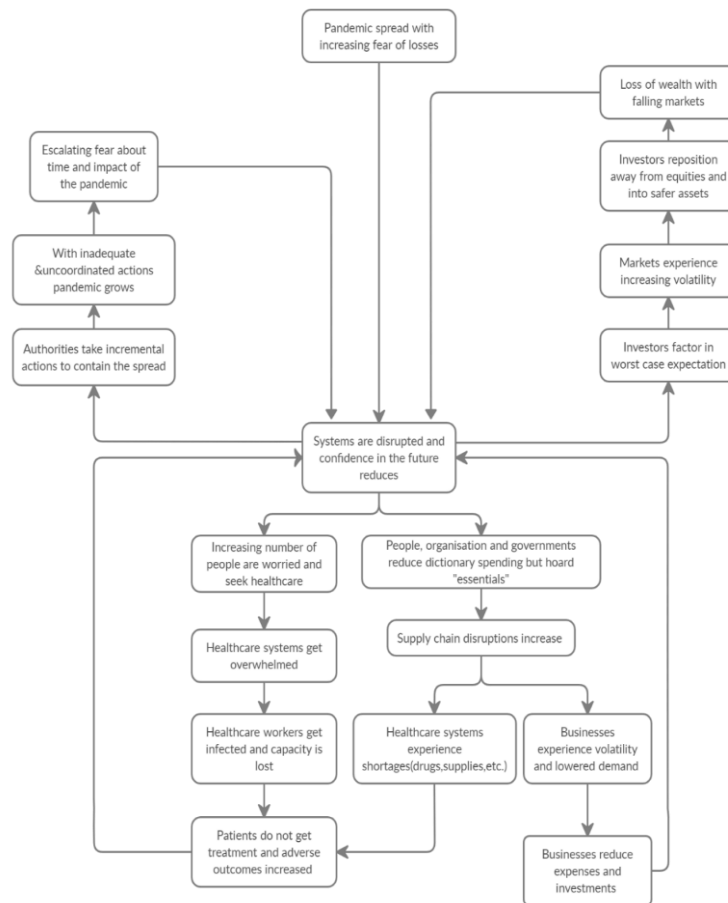 Pandemic spread with
increasing fear of losses
Loss of wealth with
falling markets
Escalating fear about
time and impact of
the pandemic
Investors reposition
away from equities and
into safer assets
With inadequate
&uncoordinated actions
pandemic grows
Markets experience
increasing volatility
Authorities take incremental
actions to contain the spread
Investors factor in
worst case expectation
Systems are disrupted and
confidence in the future
reduces
Increasing number of
people are worried and
seek healthcare
People, organisation and governments
reduce dictionary spending but hoard
"essentials"
Healthcare systems get
overwhelmed
Supply chain disruptions increase
Healthcare workers get
infected and capacity is
lost
Healthcare systems
experience
shortages(drugs,supplies,etc.)
Businesses
experience volatility
and lowered demand
Patients do not get
treatment and adverse
outcomes increased
Businesses reduce
expenses and
investments